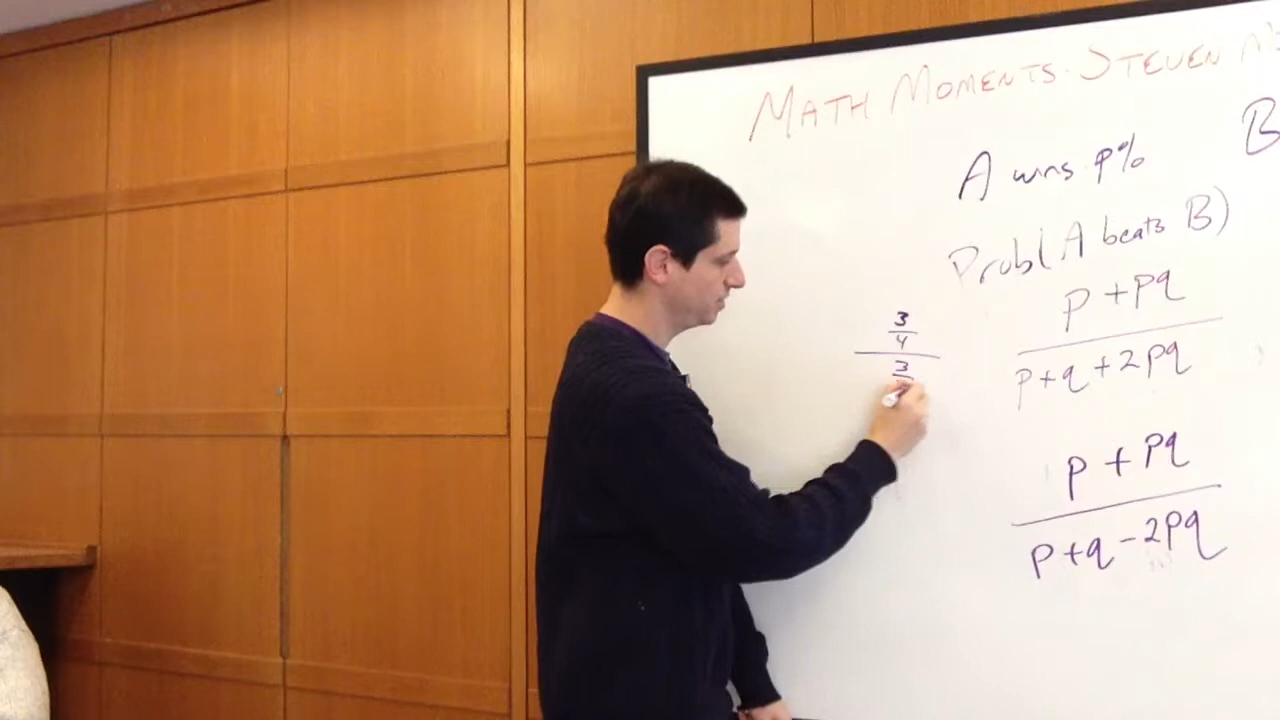 MATH MOMENTS. STEVEN
A wins p%
B
Prob(A beats B)
p + pq
p+q+2pq
3
4
3
p + pq
p+q-2pq